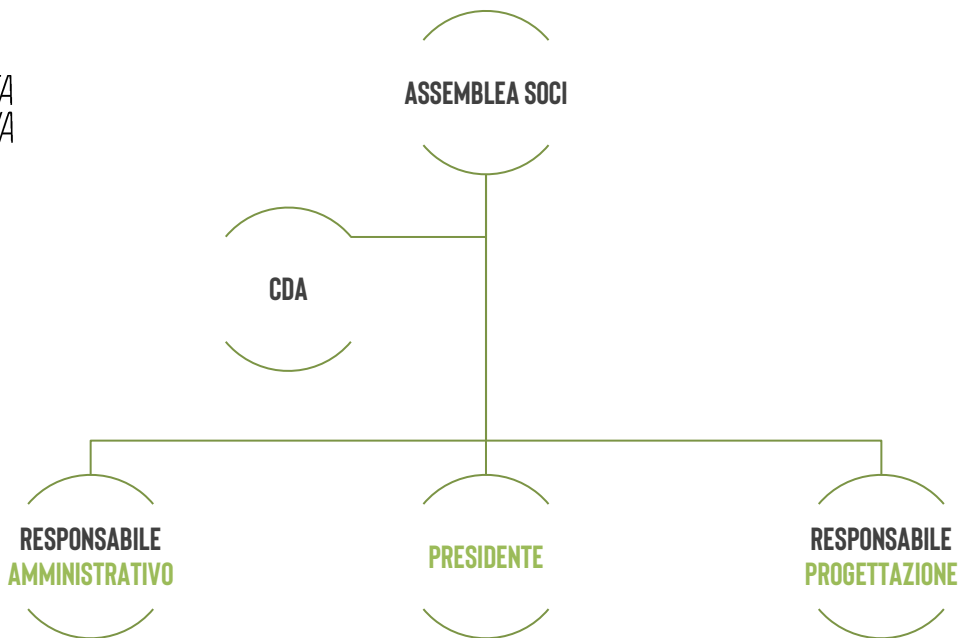 ASSEMBLEA SOCI
CDA
RESPONSABILE
AMMINISTRATIVO
PRESIDENTE
RESPONSABILE
PROGETTAZIONE